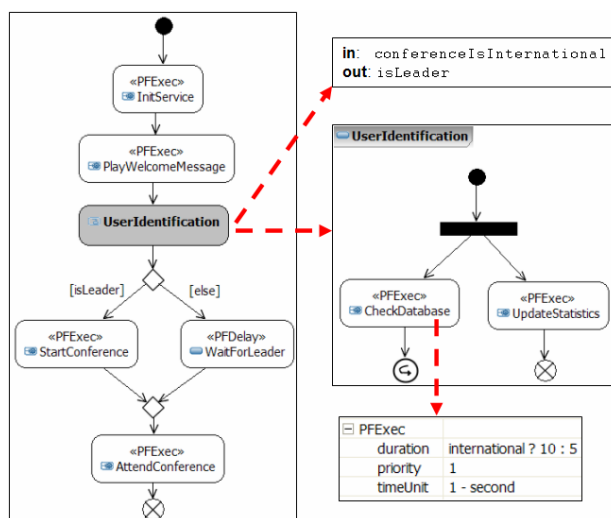 «PFExec»
InitService
«PFExec»
PlayWelcomeMessage
UserIdentification
[isLeader]
[else]
«PFExec»
StartConference
«PFDelay»
WaitForLeader
«PFExec»
AttendConference
in: conferenceIsInternational
out: isLeader
UserIdentification
«PFExec»
CheckDatabase
«PFExec»
UpdateStatistics
PFExec
duration international ? 10 : 5
priority 1
timeUnit 1 - second